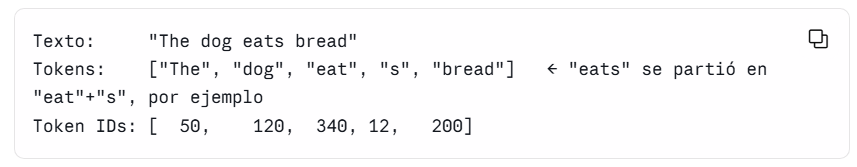 Texto:     "The dog eats bread"
Tokens:    ["The", "dog", "eat", "s", "bread"]   ← "eats" se partió en
"eat"+"s", por ejemplo
Token IDs: [  50,    120,  340, 12,   200]